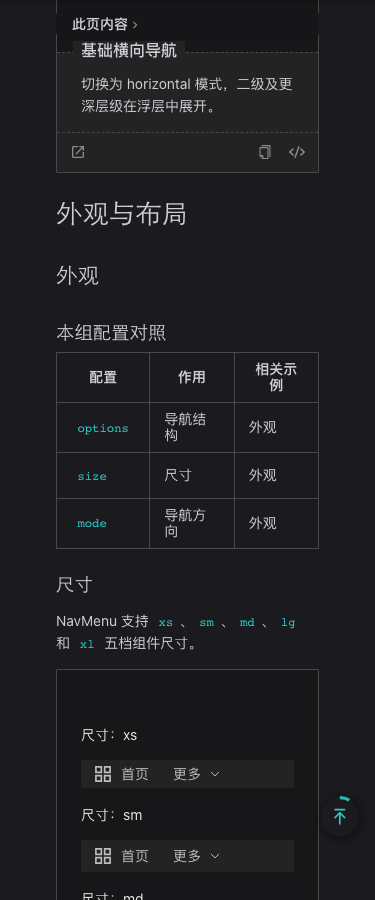 此页内容 ›
基础横向导航
切换为 horizontal 模式，二级及更
深层级在浮层中展开。
外观与布局
外观
本组配置对照
配置 作用 相关示
例
options 导航结
构 外观
size 尺寸 外观
mode 导航方
向 外观
尺寸
NavMenu 支持 xs 、 sm 、 md 、 lg
和 xl 五档组件尺寸。
尺寸：xs
首页 更多
尺寸：sm
首页 更多
尺寸：md